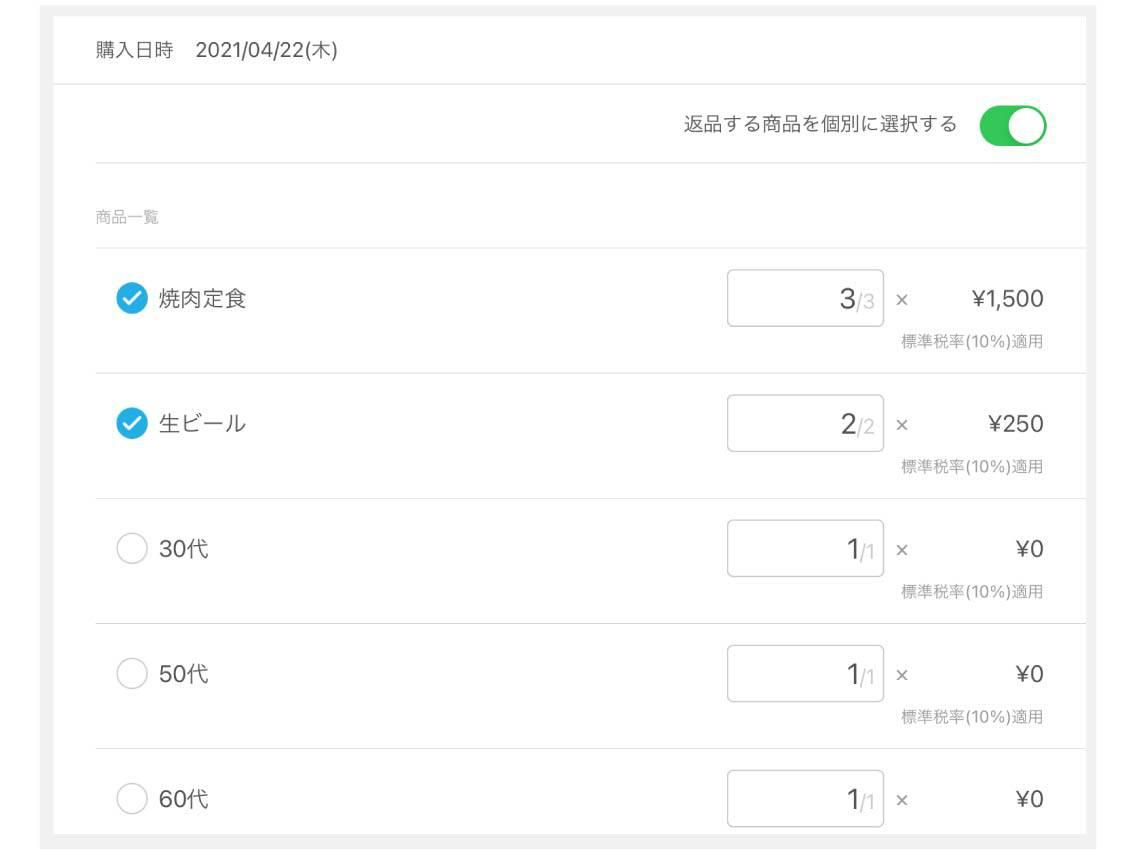 購入日時 2021/04/22(木)
返品する商品を個別に選択する
商品一覧
焼肉定食 3/3 × ¥1,500
標準税率(10%)適用
生ビール 2/2 × ¥250
標準税率(10%)適用
30代 1/1 × ¥0
標準税率(10%)適用
50代 1/1 × ¥0
標準税率(10%)適用
60代 1/1 × ¥0